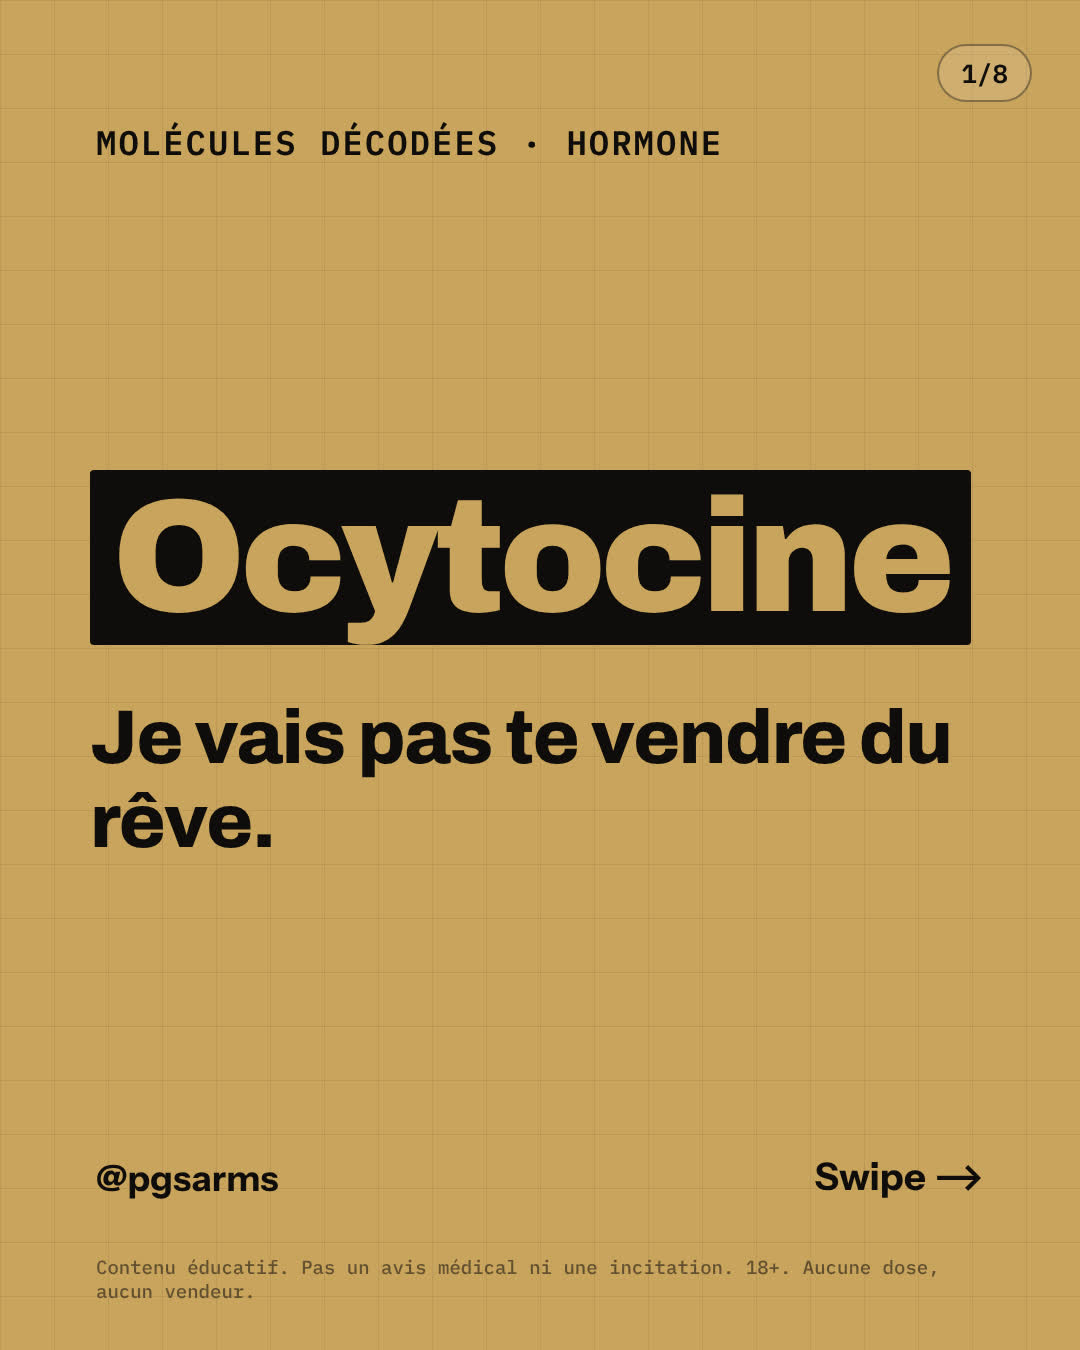 1/8
MOLÉCULES DÉCODÉES · HORMONE
Ocytocine
Je vais pas te vendre du
rêve.
@pgsarms
Swipe →
Contenu éducatif. Pas un avis médical ni une incitation. 18+. Aucune dose,
aucun vendeur.